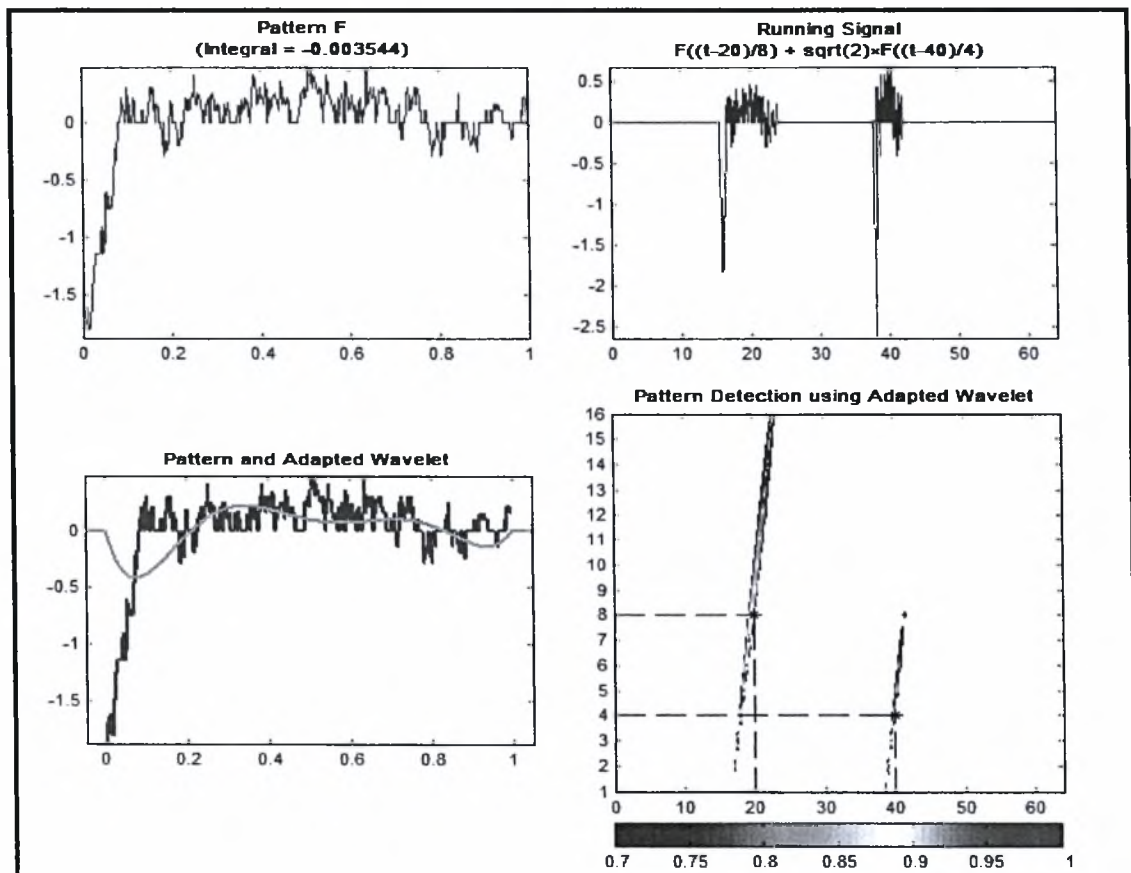 Pattern F
(Integral = -0.003544)
0
-0.5
-1
-1.5
0 0.2 0.4 0.6 0.8 1
Running Signal
F((t-20)/8) + sqrt(2)×F((t-40)/4)
0.5
0
-0.5
-1
-1.5
-2
-2.5
0 10 20 30 40 50 60
Pattern and Adapted Wavelet
0
-0.5
-1
-1.5
0 0.2 0.4 0.6 0.8 1
Pattern Detection using Adapted Wavelet
16
15
14
13
12
11
10
9
8
7
6
5
4
3
2
1
0 10 20 30 40 50 60
0.7 0.75 0.8 0.85 0.9 0.95 1